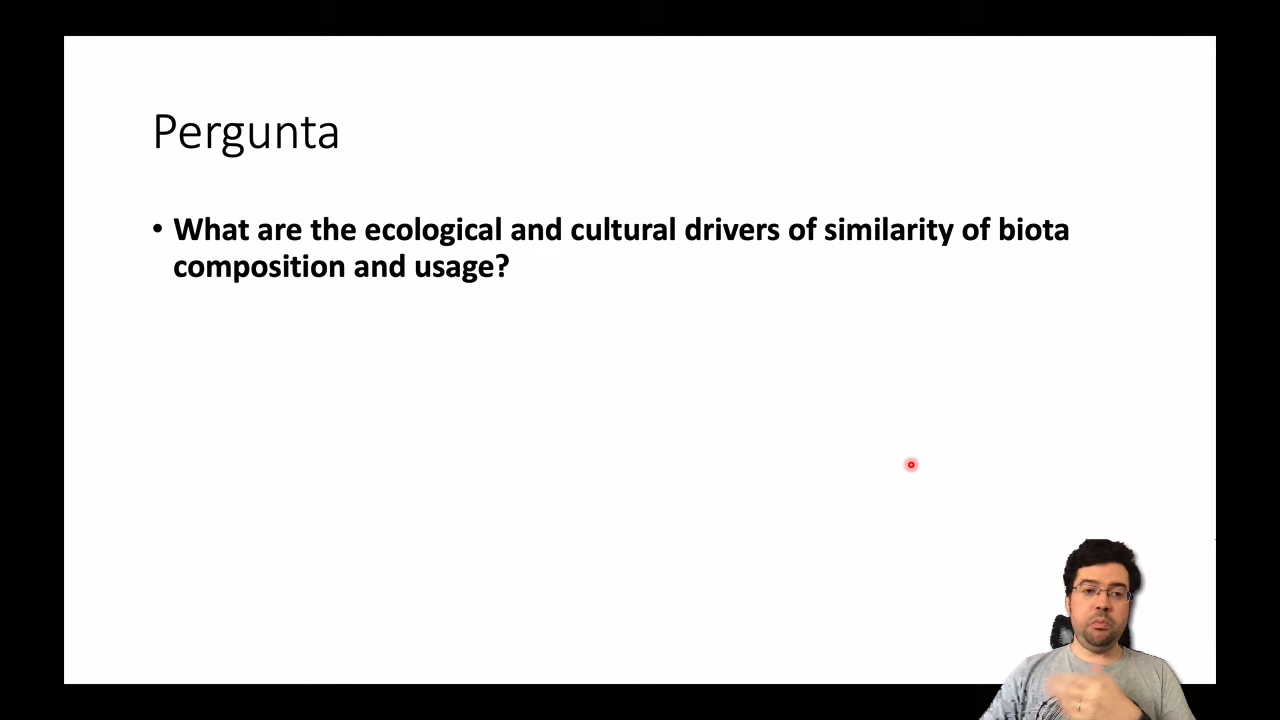 Pergunta
• What are the ecological and cultural drivers of similarity of biota
composition and usage?